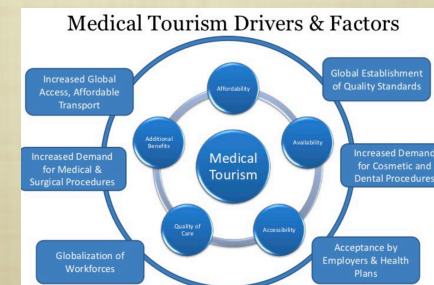 Medical Tourism Drivers & Factors
Increased Global
Access, Affordable
Transport
Global Establishment
of Quality Standards
Affordability
Additional
Benefits
Availability
Increased Demand
for Medical &
Surgical Procedures
Medical
Tourism
Increased Demand
for Cosmetic and
Dental Procedures
Quality of
Care
Accessibility
Globalization of
Workforces
Acceptance by
Employers & Health
Plans